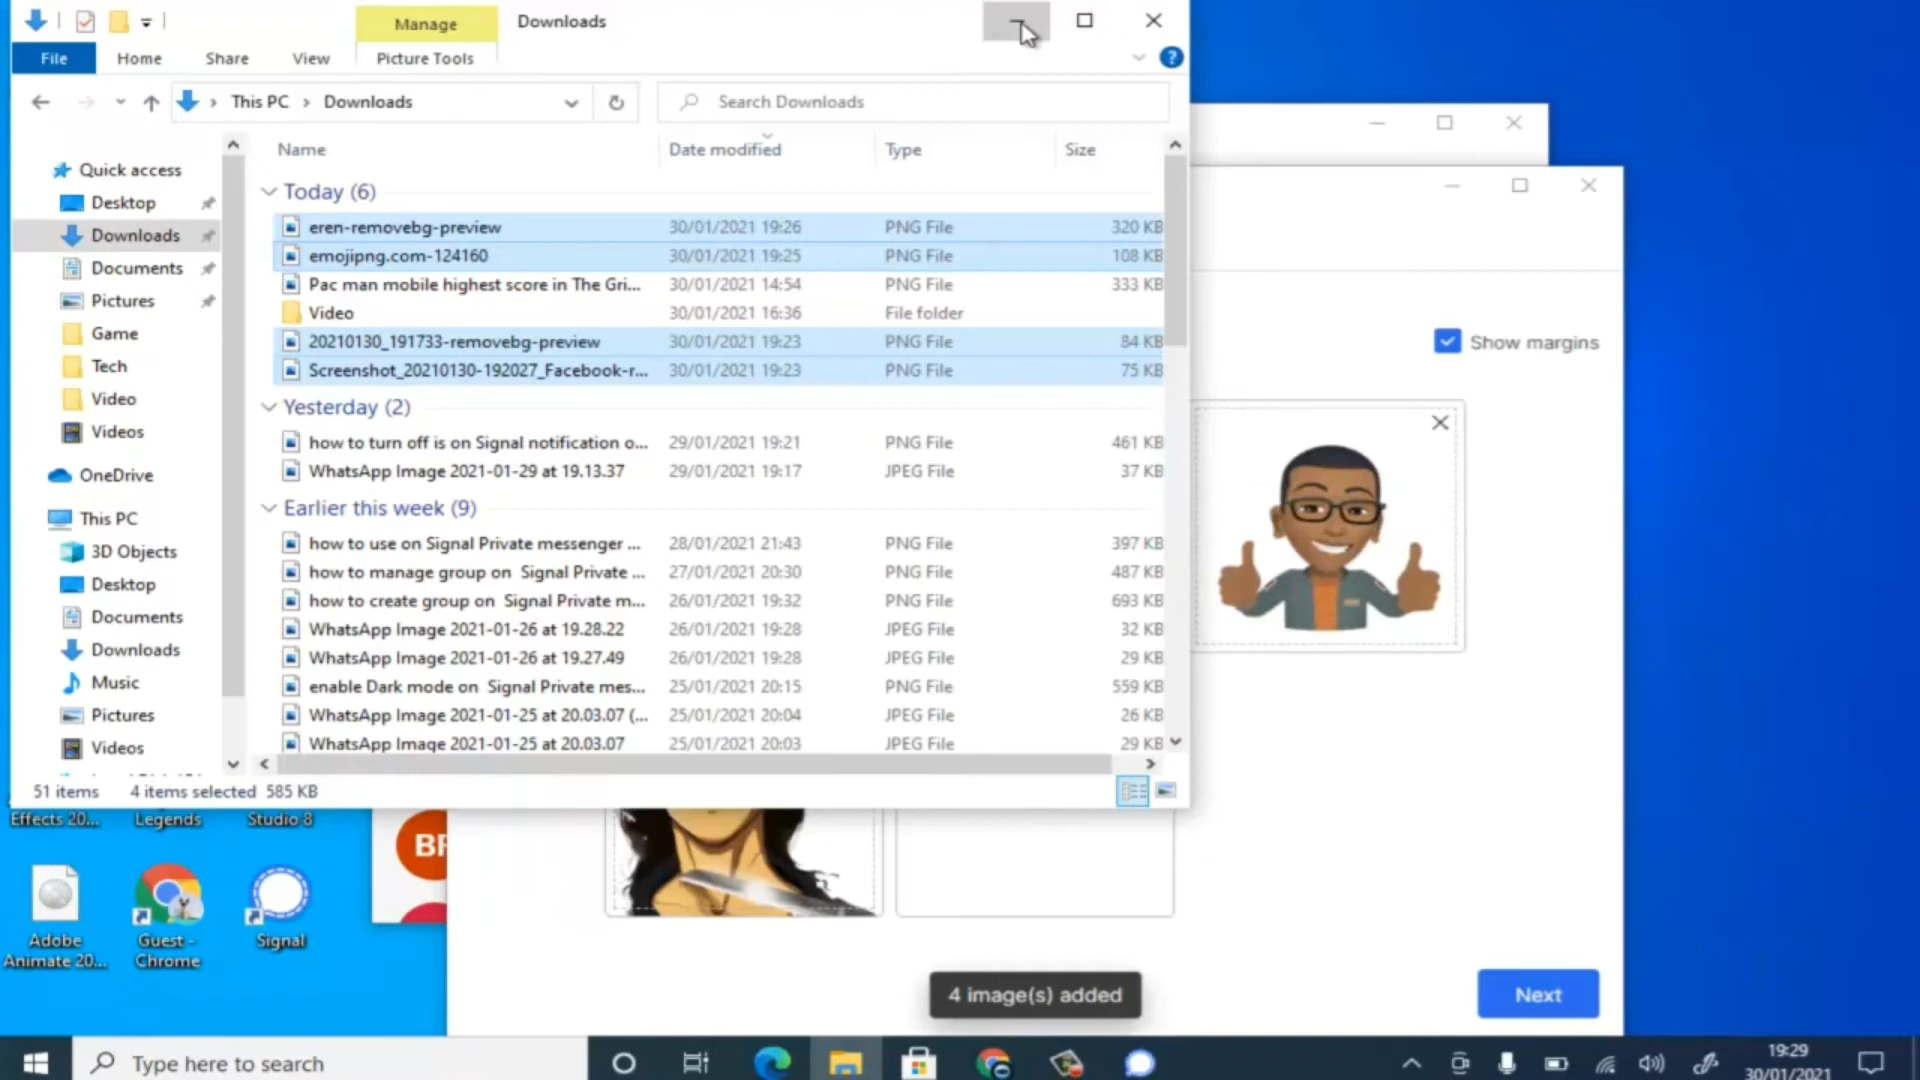 Manage
Downloads
File
Home
Share
View
Picture Tools
?
This PC
Downloads
Search Downloads
Name
Date modified
Type
Size
Quick access
Desktop
Downloads
Documents
Pictures
Game
Tech
Video
Videos
OneDrive
This PC
3D Objects
Desktop
Documents
Downloads
Music
Pictures
Videos
Today (6)
eren-removebg-preview 30/01/2021 19:26 PNG File 320 KB
emojipng.com-124160 30/01/2021 19:25 PNG File 108 KB
Pac man mobile highest score in The Gri... 30/01/2021 14:54 PNG File 333 KB
Video 30/01/2021 16:36 File folder
20210130_191733-removebg-preview 30/01/2021 19:23 PNG File 84 KB
Screenshot_20210130-192027_Facebook-r... 30/01/2021 19:23 PNG File 75 KB
Yesterday (2)
how to turn off is on Signal notification o... 29/01/2021 19:21 PNG File 461 KB
WhatsApp Image 2021-01-29 at 19.13.37 29/01/2021 19:17 JPEG File 37 KB
Earlier this week (9)
how to use on Signal Private messenger ... 28/01/2021 21:43 PNG File 397 KB
how to manage group on Signal Private ... 27/01/2021 20:30 PNG File 487 KB
how to create group on Signal Private m... 26/01/2021 19:32 PNG File 693 KB
WhatsApp Image 2021-01-26 at 19.28.22 26/01/2021 19:28 JPEG File 32 KB
WhatsApp Image 2021-01-26 at 19.27.49 26/01/2021 19:28 JPEG File 29 KB
enable Dark mode on Signal Private mes... 25/01/2021 20:15 PNG File 559 KB
WhatsApp Image 2021-01-25 at 20.03.07 (... 25/01/2021 20:04 JPEG File 26 KB
WhatsApp Image 2021-01-25 at 20.03.07 25/01/2021 20:03 JPEG File 29 KB
51 items 4 items selected 585 KB
Show margins
Effects 20...
Legends
Studio 8
BF
Adobe
Animate 20...
Guest -
Chrome
Signal
4 image(s) added
Next
Type here to search
19:29
30/01/2021